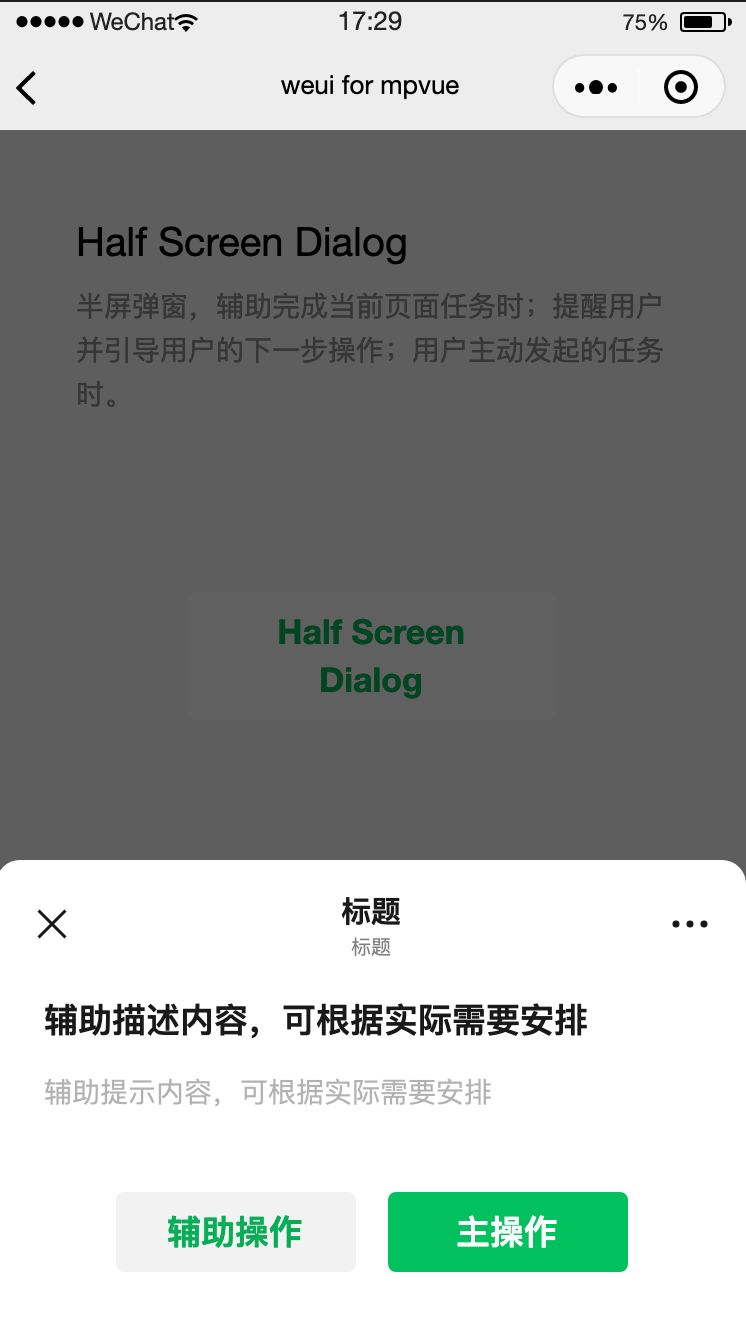 WeChat 17:29 75%
weui for mpvue
Half Screen Dialog
半屏弹窗，辅助完成当前页面任务时；提醒用户
并引导用户的下一步操作；用户主动发起的任务
时。
Half Screen
Dialog
标题
标题
辅助描述内容，可根据实际需要安排
辅助提示内容，可根据实际需要安排
辅助操作 主操作